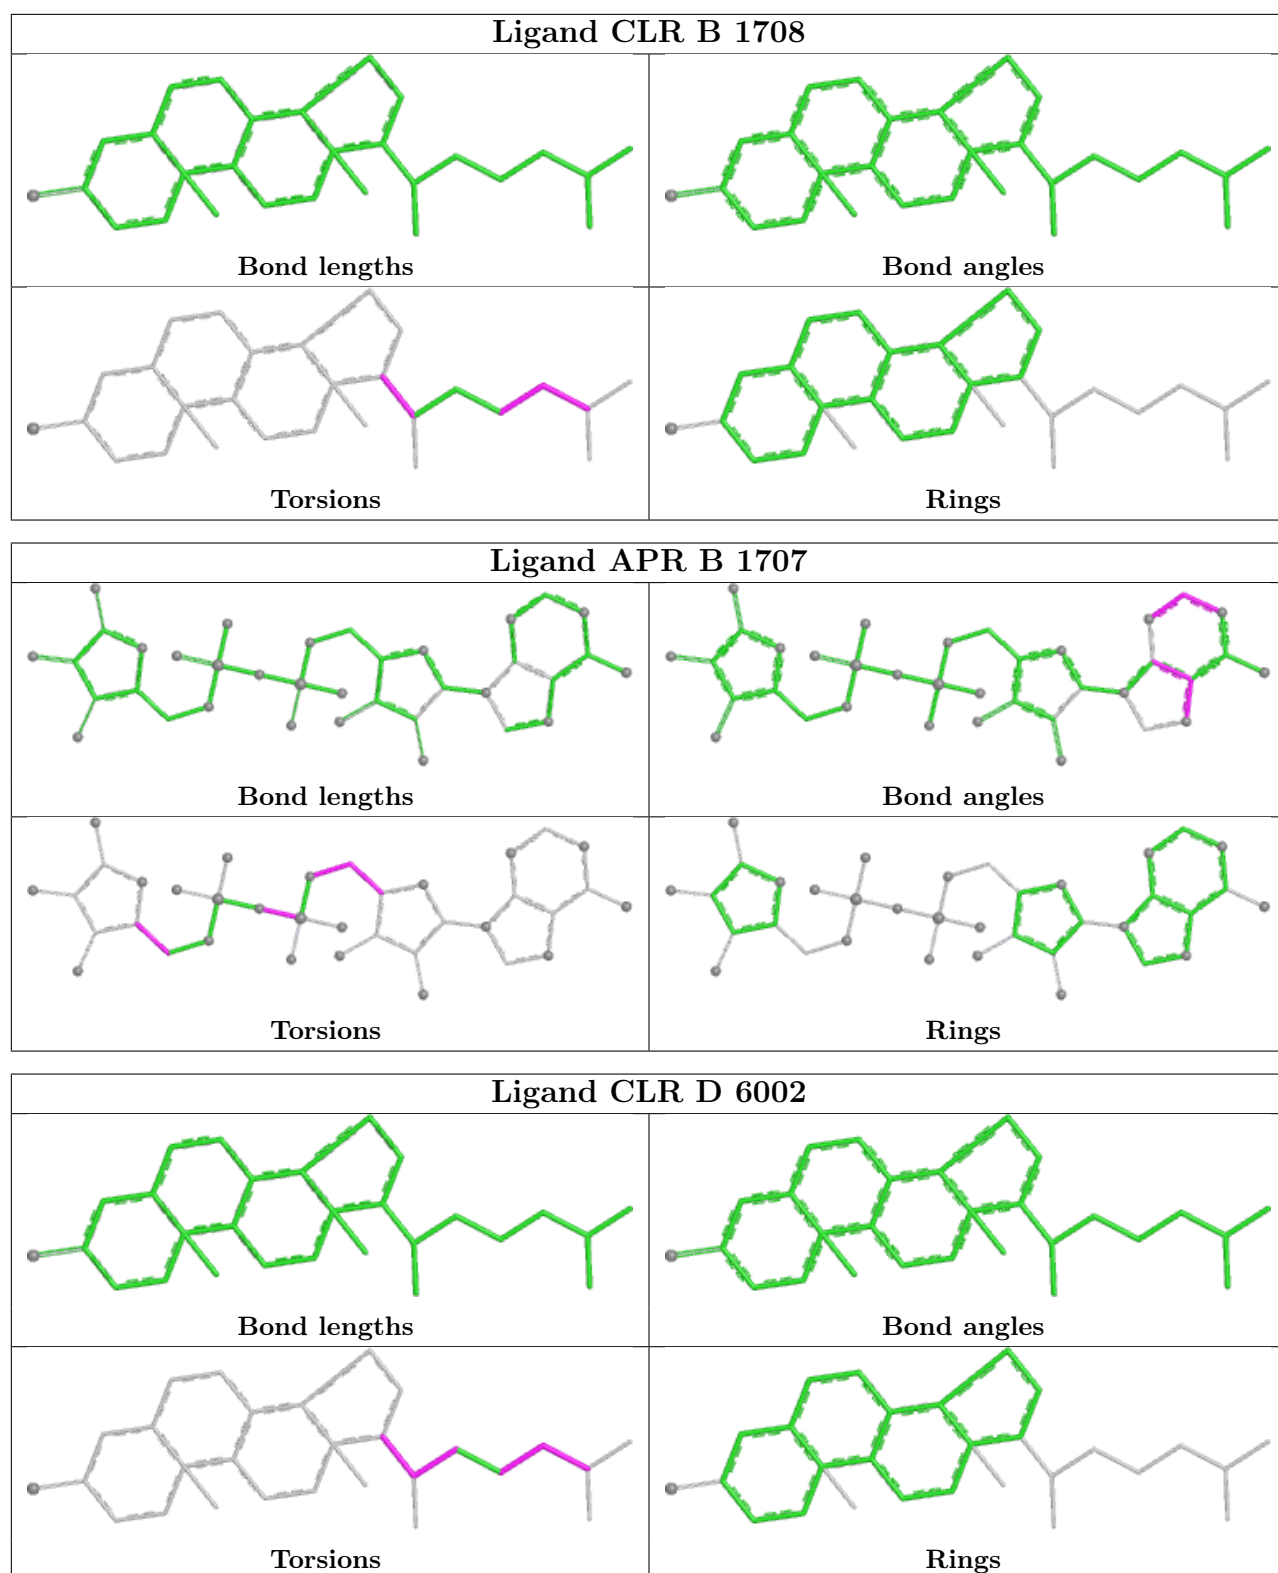 Ligand CLR B 1708
Bond lengths
Bond angles
Torsions
Rings
Ligand APR B 1707
Bond lengths
Bond angles
Torsions
Rings
Ligand CLR D 6002
Bond lengths
Bond angles
Torsions
Rings